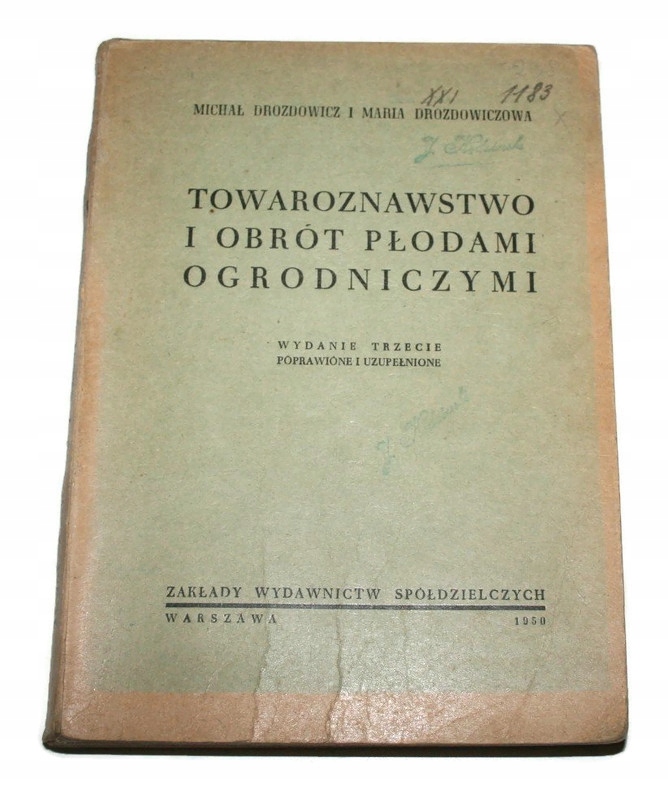 XXI 1183
MICHAŁ DROZDOWICZ I MARIA DROZDOWICZOWA
TOWAROZNAWSTWO
I OBRÓT PŁODAMI
OGRODNICZYMI
WYDANIE TRZECIE
POPRAWIONE I UZUPEŁNIONE
ZAKŁADY WYDAWNICTW SPÓŁDZIELCZYCH
WARSZAWA 1950